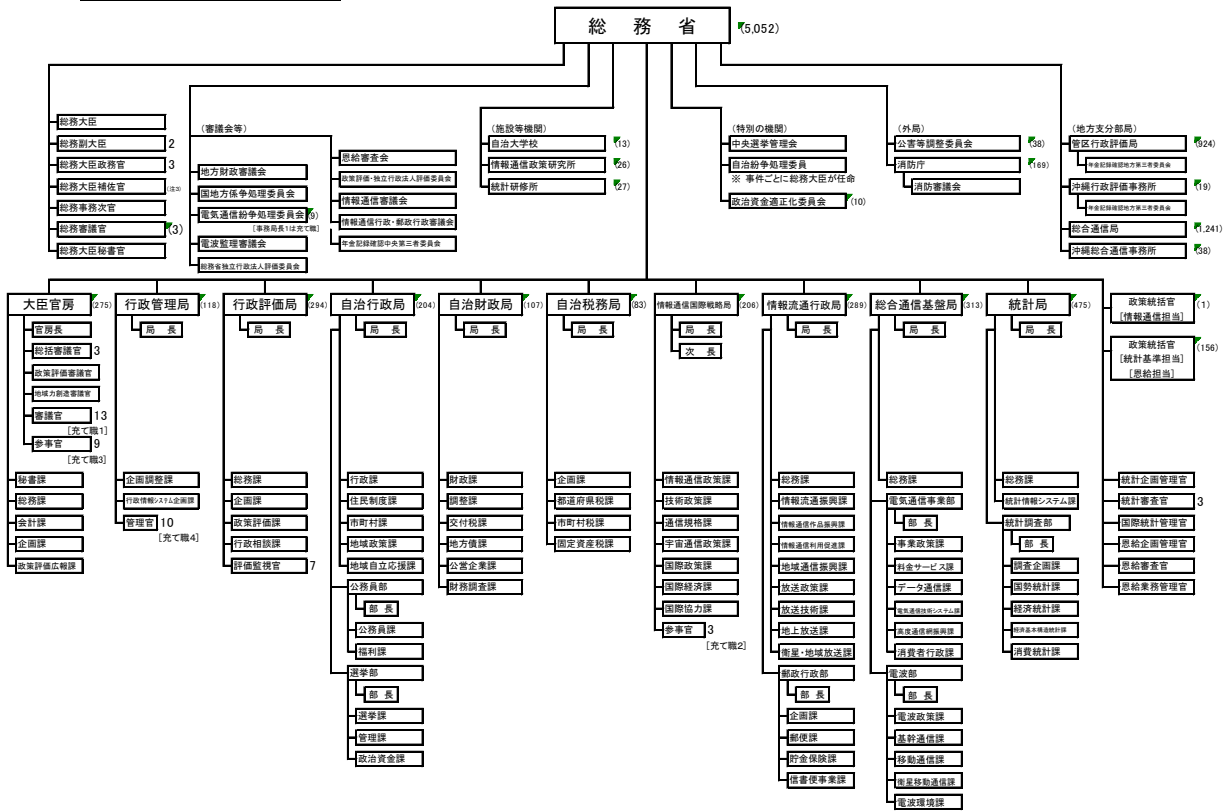 総務省 (5,052)
総務大臣
総務副大臣 2
総務大臣政務官 3
総務大臣補佐官 (注3)
総務事務次官
総務審議官 (3)
総務大臣秘書官
(審議会等)
地方財政審議会
国地方係争処理委員会
電気通信紛争処理委員会 (9)
[事務局長1は充て職]
電波監理審議会
総務省独立行政法人評価委員会
恩給審査会
政策評価・独立行政法人評価委員会
情報通信審議会
情報通信行政・郵政行政審議会
年金記録確認中央第三者委員会
(施設等機関)
自治大学校 (13)
情報通信政策研究所 (26)
統計研修所 (27)
(特別の機関)
中央選挙管理会
自治紛争処理委員
※ 事件ごとに総務大臣が任命
政治資金適正化委員会 (10)
(外局)
公害等調整委員会 (38)
消防庁 (169)
消防審議会
(地方支分部局)
管区行政評価局 (924)
年金記録確認地方第三者委員会
沖縄行政評価事務所 (19)
年金記録確認地方第三者委員会
総合通信局 (1,241)
沖縄総合通信事務所 (38)
大臣官房 (275)
官房長
総括審議官 3
政策評価審議官
地域力創造審議官
審議官 13
[充て職1]
参事官 9
[充て職3]
秘書課
総務課
会計課
企画課
政策評価広報課
行政管理局 (118)
局 長
企画調整課
行政情報システム企画課
管理官 10
[充て職4]
行政評価局 (294)
局 長
総務課
企画課
政策評価課
行政相談課
評価監視官 7
自治行政局 (204)
局 長
行政課
住民制度課
市町村課
地域政策課
地域自立応援課
公務員部
部 長
公務員課
福利課
選挙部
部 長
選挙課
管理課
政治資金課
自治財政局 (107)
局 長
財政課
調整課
交付税課
地方債課
公営企業課
財務調査課
自治税務局 (83)
局 長
企画課
都道府県税課
市町村税課
固定資産税課
情報通信国際戦略局 (206)
局 長
次 長
情報通信政策課
技術政策課
通信規格課
宇宙通信政策課
国際政策課
国際経済課
国際協力課
参事官 3
[充て職2]
情報流通行政局 (289)
局 長
総務課
情報流通振興課
情報通信作品振興課
情報通信利用促進課
地域通信振興課
放送政策課
放送技術課
地上放送課
衛星・地域放送課
郵政行政部
部 長
企画課
郵便課
貯金保険課
信書便事業課
総合通信基盤局 (313)
局 長
総務課
電気通信事業部
部 長
事業政策課
料金サービス課
データ通信課
電気通信技術システム課
高度通信網振興課
消費者行政課
電波部
部 長
電波政策課
基幹通信課
移動通信課
衛星移動通信課
電波環境課
統計局 (475)
局 長
総務課
統計情報システム課
統計調査部
部 長
調査企画課
国勢統計課
経済統計課
経済基本構造統計課
消費統計課
政策統括官 (1)
[情報通信担当]
政策統括官 (156)
[統計基準担当]
[恩給担当]
統計企画管理官
統計審査官 3
国際統計管理官
恩給企画管理官
恩給審査官
恩給業務管理官